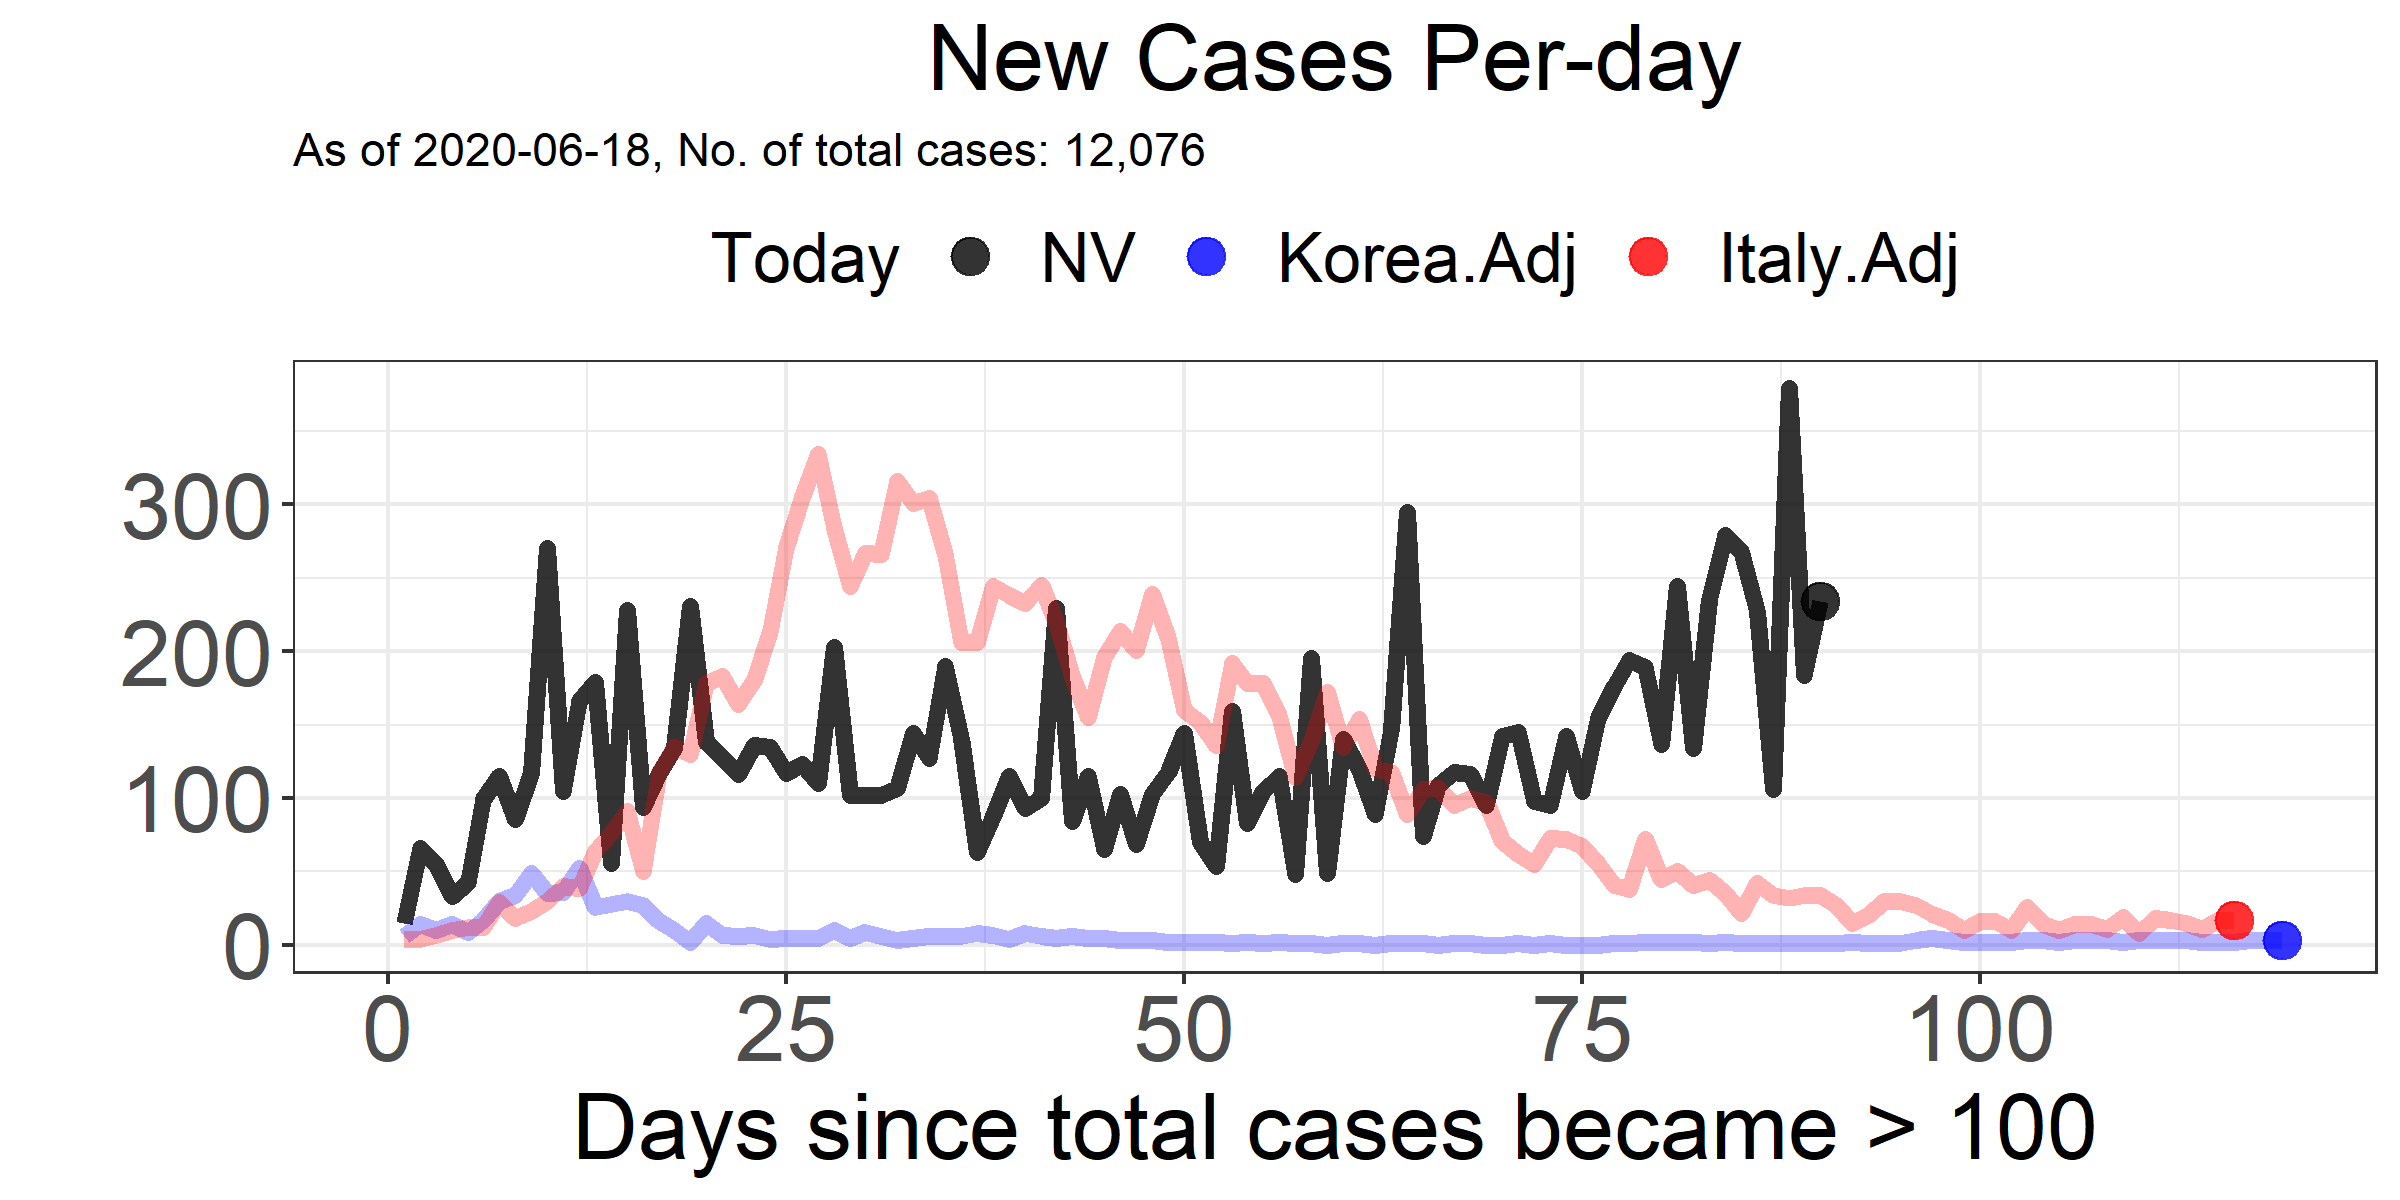 New Cases Per-day
As of 2020-06-18, No. of total cases: 12,076
Today NV Korea.Adj Italy.Adj
300
200
100
0
0 25 50 75 100
Days since total cases became > 100